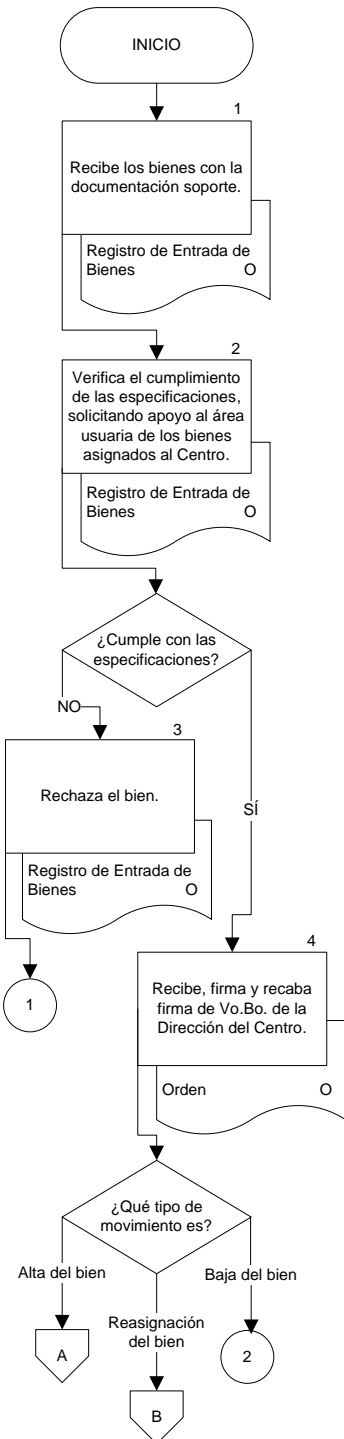 INICIO
1
Recibe los bienes con la
documentación soporte.
Registro de Entrada de
Bienes O
2
Verifica el cumplimiento
de las especificaciones,
solicitando apoyo al área
usuaria de los bienes
asignados al Centro.
Registro de Entrada de
Bienes O
¿Cumple con las
especificaciones?
NO
3
Rechaza el bien.
SÍ
Registro de Entrada de
Bienes O
1
4
Recibe, firma y recaba
firma de Vo.Bo. de la
Dirección del Centro.
Orden O
¿Qué tipo de
movimiento es?
Alta del bien
Baja del bien
Reasignación
del bien
A
2
B